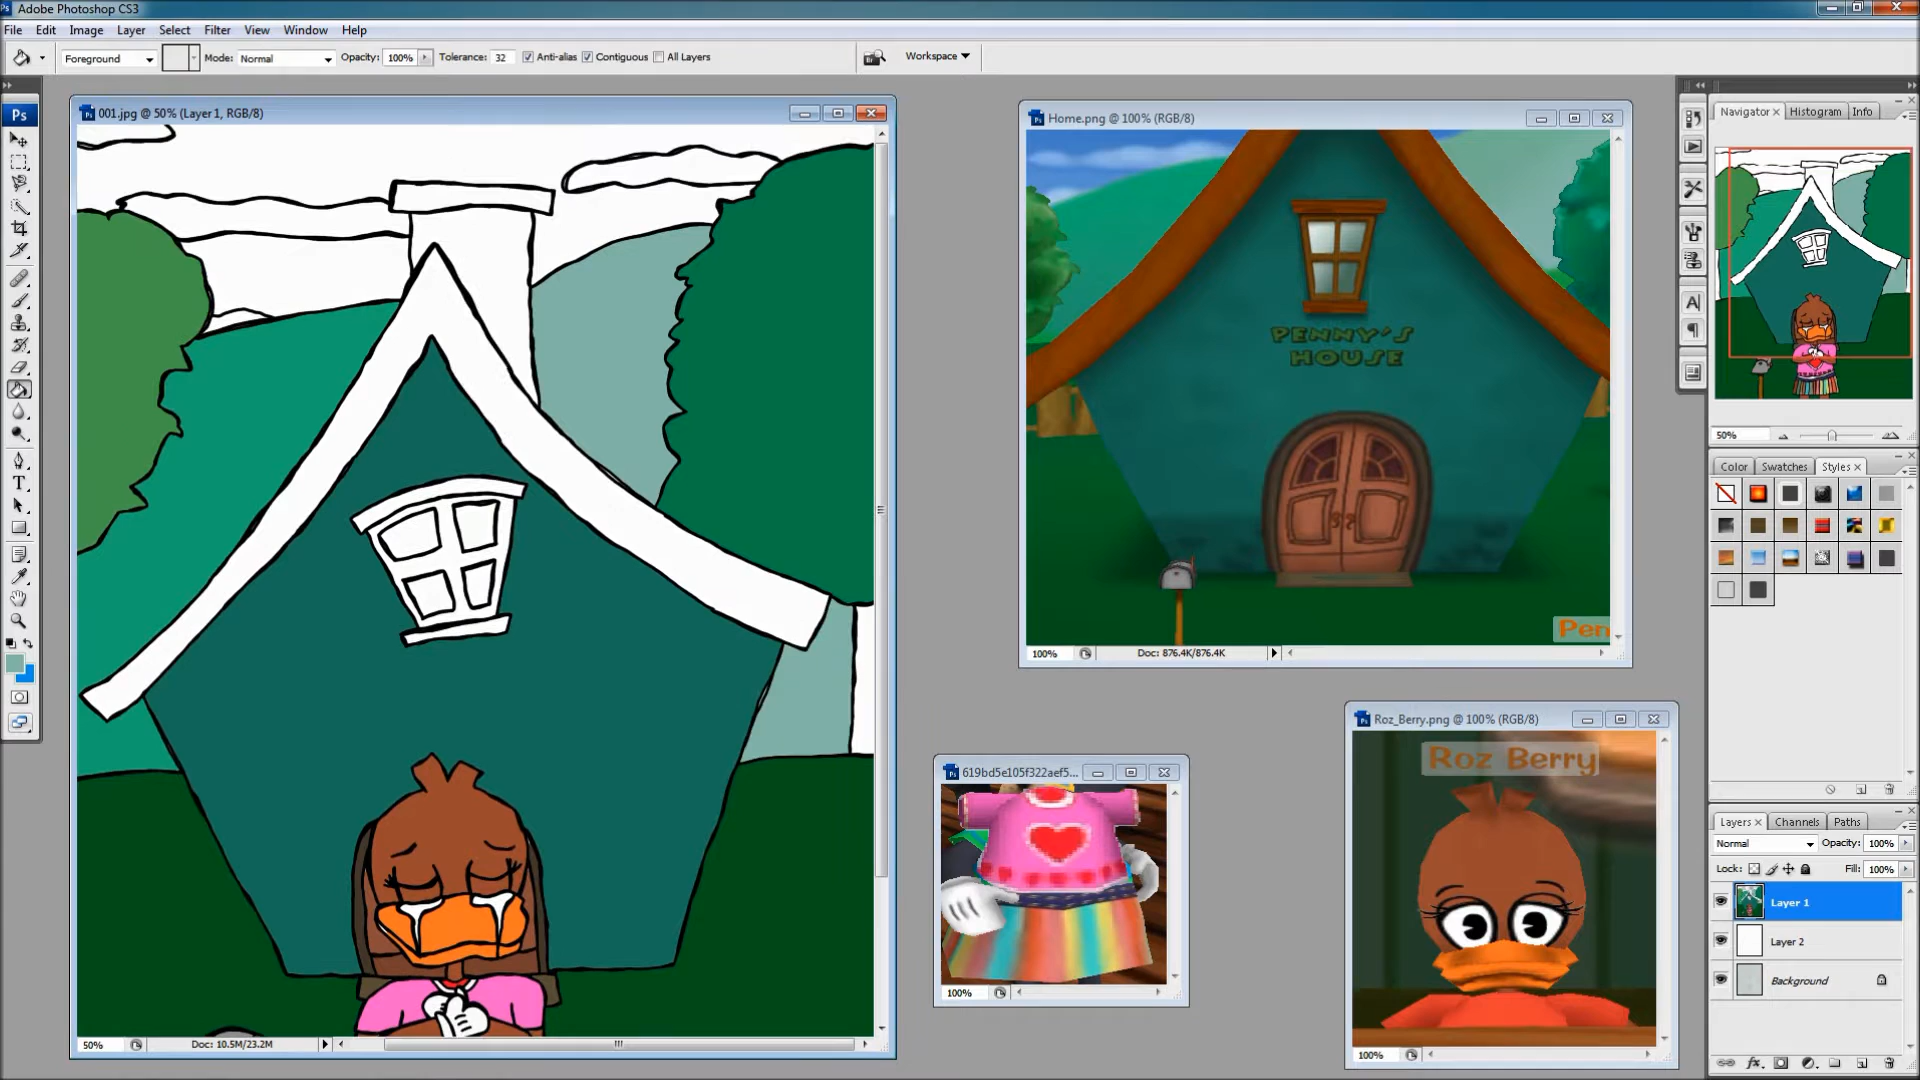 Adobe Photoshop CS3
File Edit Image Layer Select Filter View Window Help
Foreground Mode: Normal Opacity: 100% Tolerance: 32 Anti-alias Contiguous All Layers Workspace
Ps
001.jpg @ 50% (Layer 1, RGB/8)
50% Doc: 10.5M/23.2M
Home.png @ 100% (RGB/8)
PENNY'S
HOUSE
Pen
100% Doc: 876.4K/876.4K
619bd5e105f322aef5...
100%
Roz_Berry.png @ 100% (RGB/8)
Roz Berry
100%
Navigator Histogram Info
50%
Color Swatches Styles
Layers Channels Paths
Normal Opacity: 100%
Lock: Fill: 100%
Layer 1
Layer 2
Background